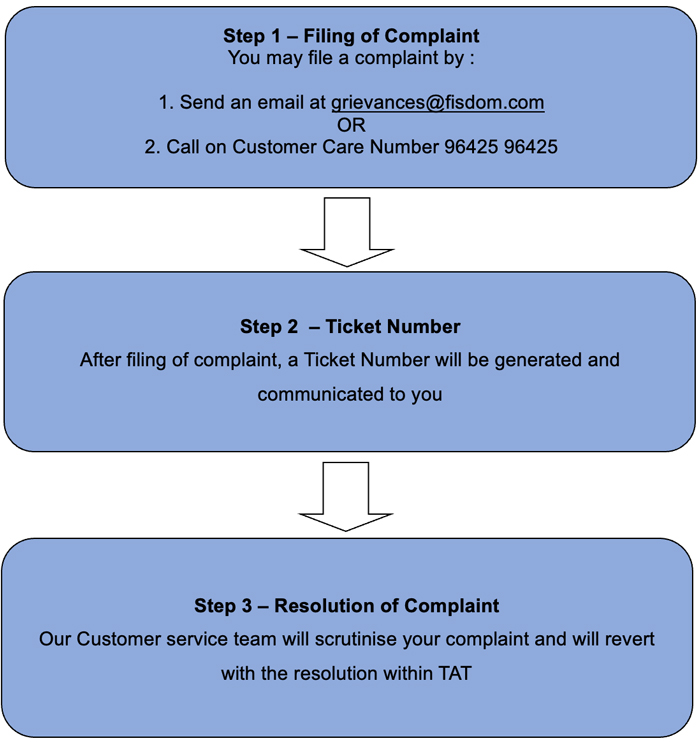 Step 1 – Filing of Complaint
You may file a complaint by :
1. Send an email at grievances@fisdom.com
OR
2. Call on Customer Care Number 96425 96425
Step 2 – Ticket Number
After filing of complaint, a Ticket Number will be generated and
communicated to you
Step 3 – Resolution of Complaint
Our Customer service team will scrutinise your complaint and will revert
with the resolution within TAT